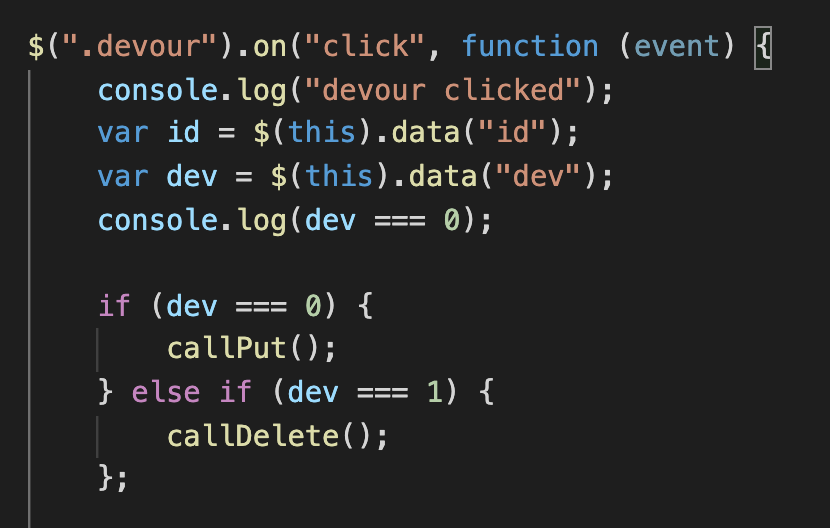 $(".devour").on("click", function (event) {
    console.log("devour clicked");
    var id = $(this).data("id");
    var dev = $(this).data("dev");
    console.log(dev === 0);

    if (dev === 0) {
        callPut();
    } else if (dev === 1) {
        callDelete();
    };